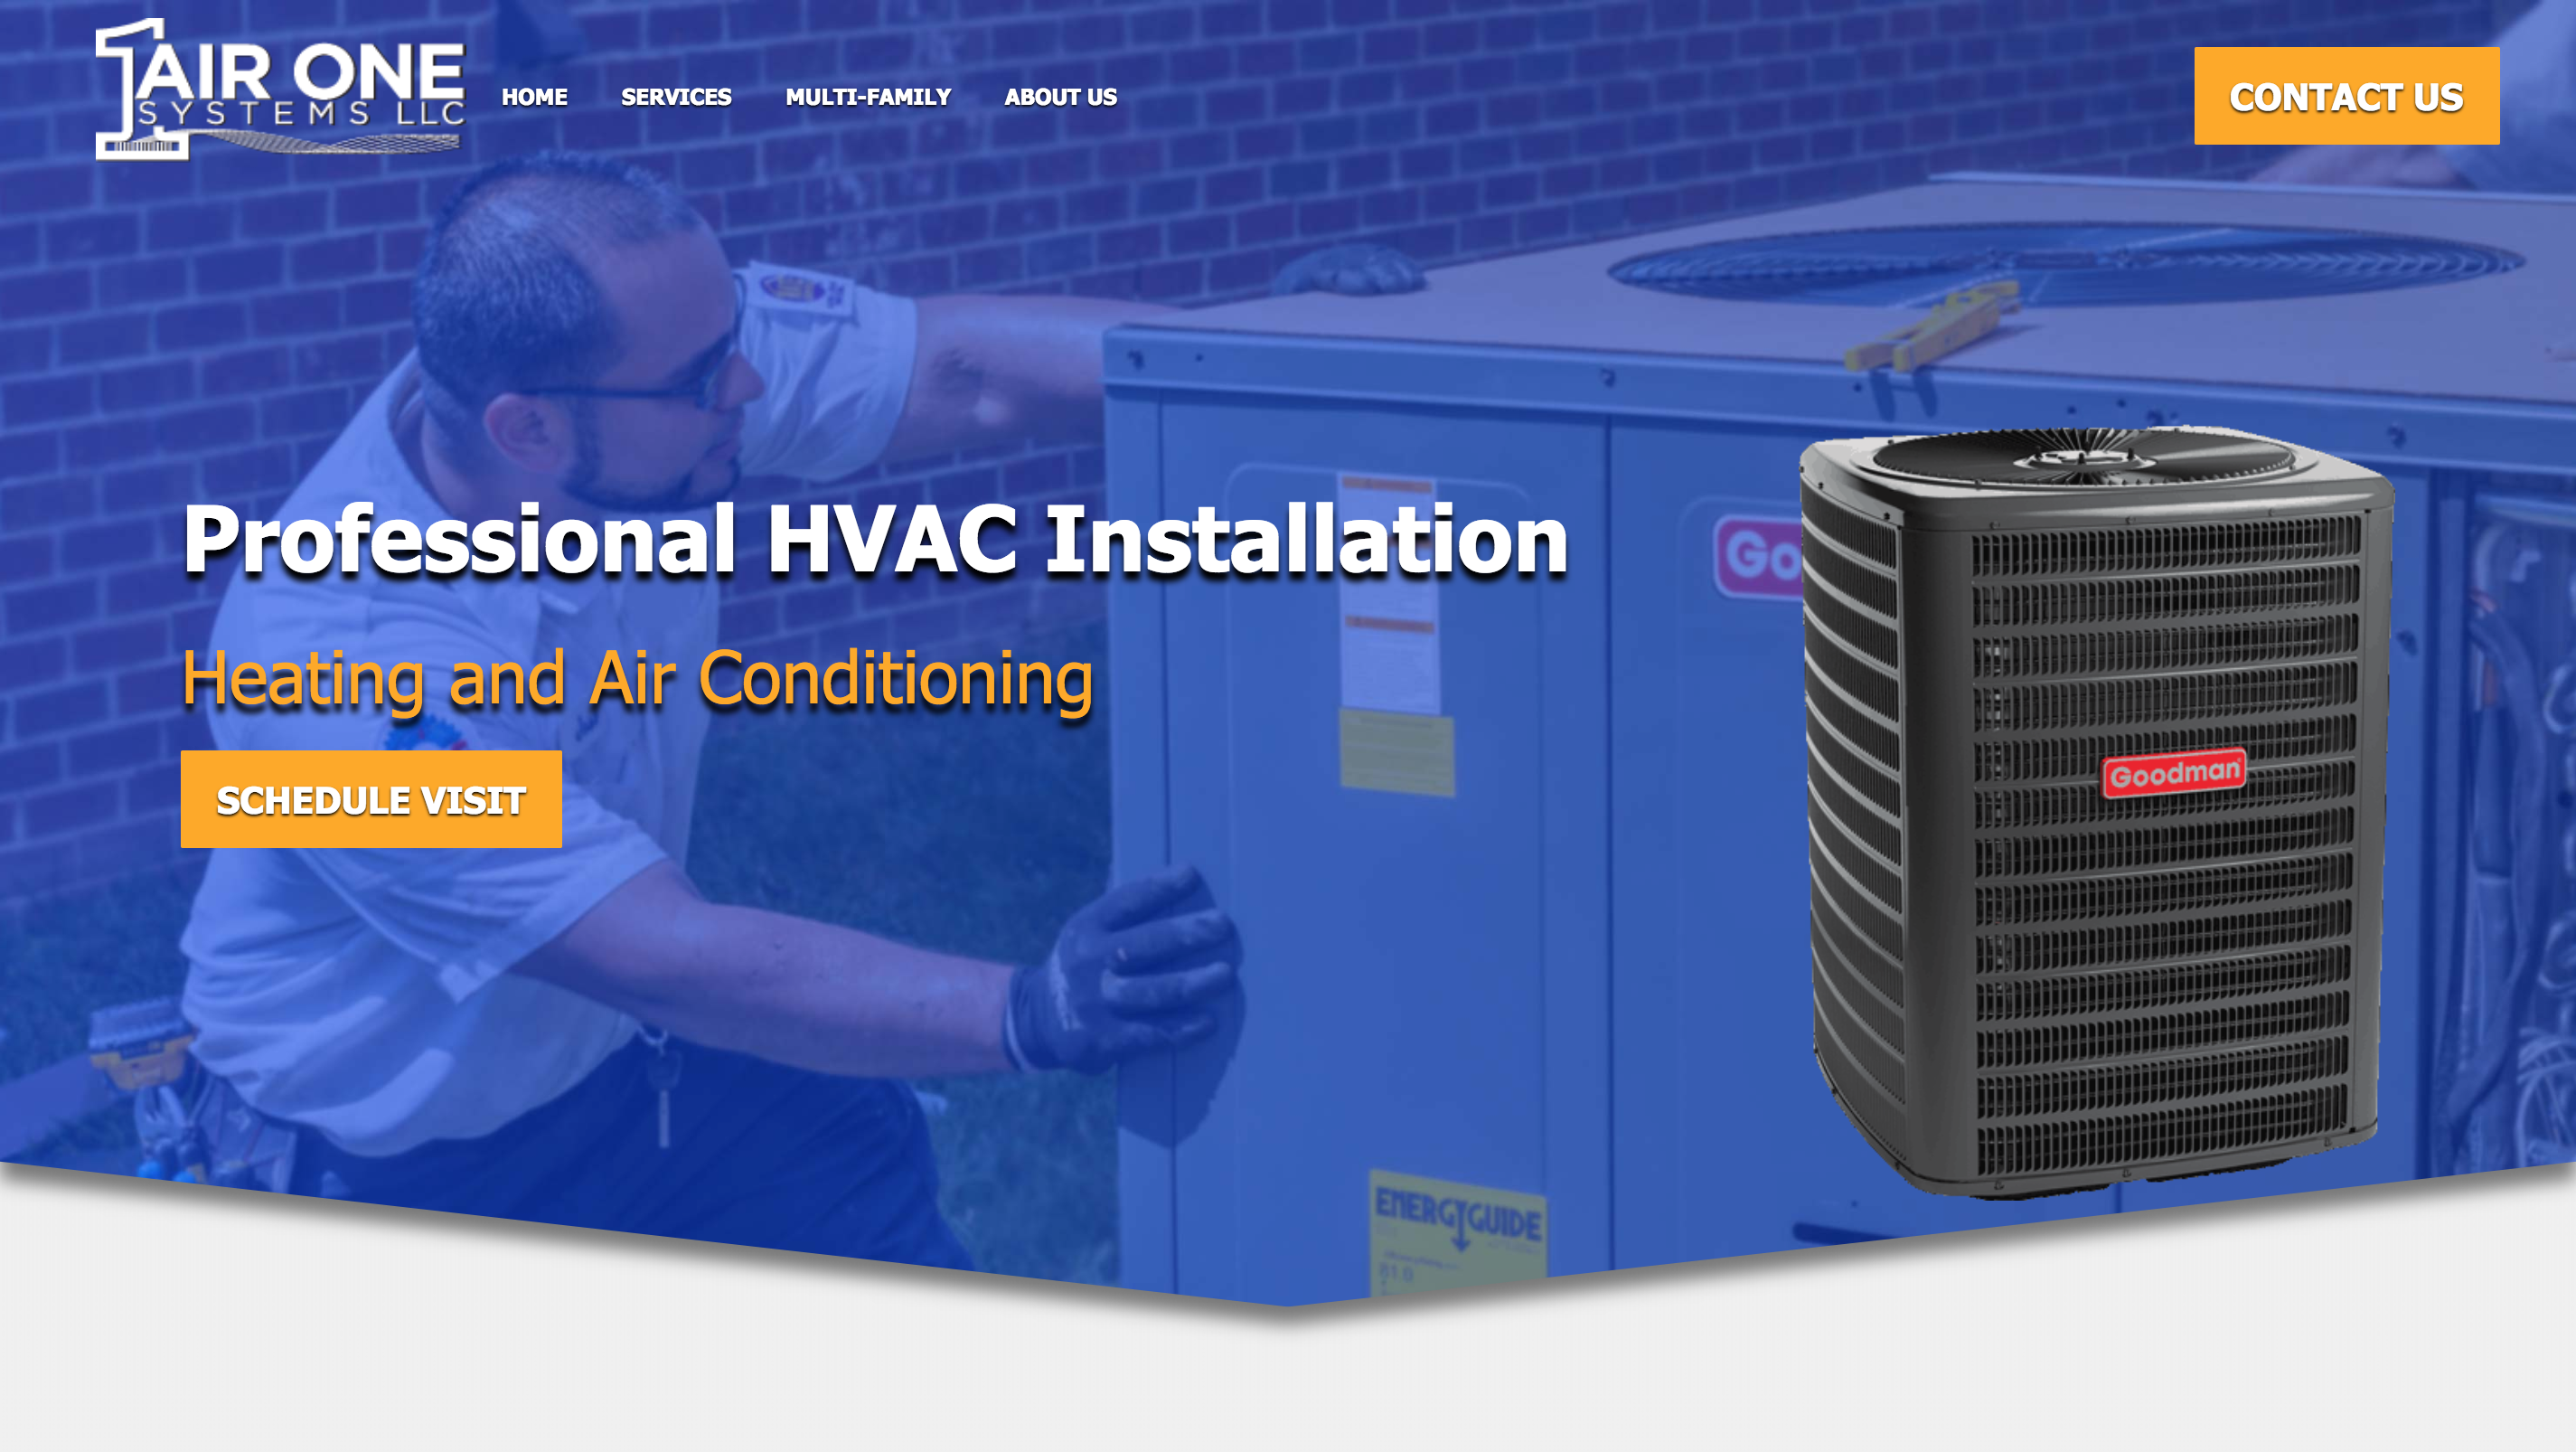 1 AIR ONE
SYSTEMS LLC
HOME
SERVICES
MULTI-FAMILY
ABOUT US
CONTACT US
Professional HVAC Installation
Go
Heating and Air Conditioning
Goodman
SCHEDULE VISIT
ENERGYGUIDE